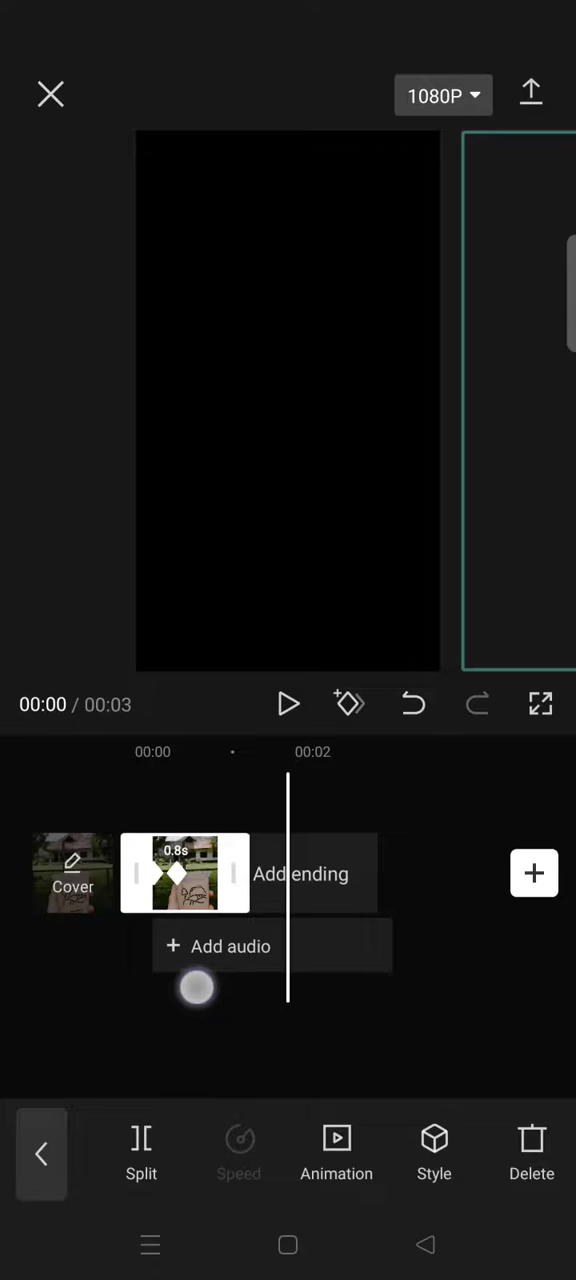 1080P
00:00 / 00:03
00:00
00:02
0.8s
Cover
Add ending
+ Add audio
Split
Speed
Animation
Style
Delete